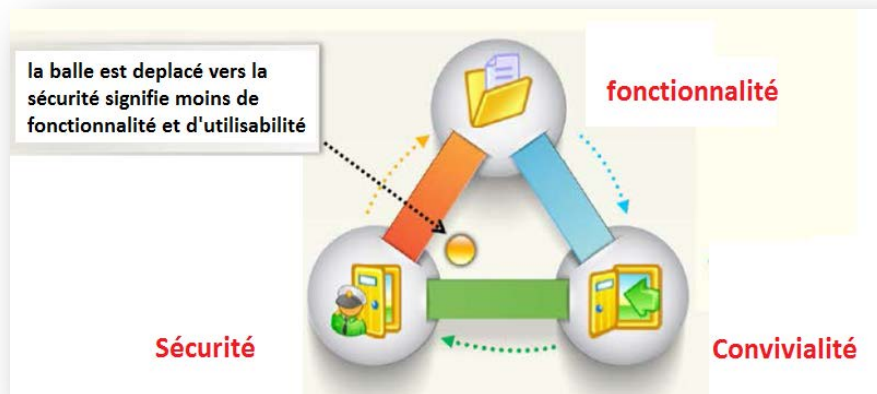 la balle est deplacé vers la
sécurité signifie moins de
fonctionnalité et d'utilisabilité
fonctionnalité
Sécurité
Convivialité